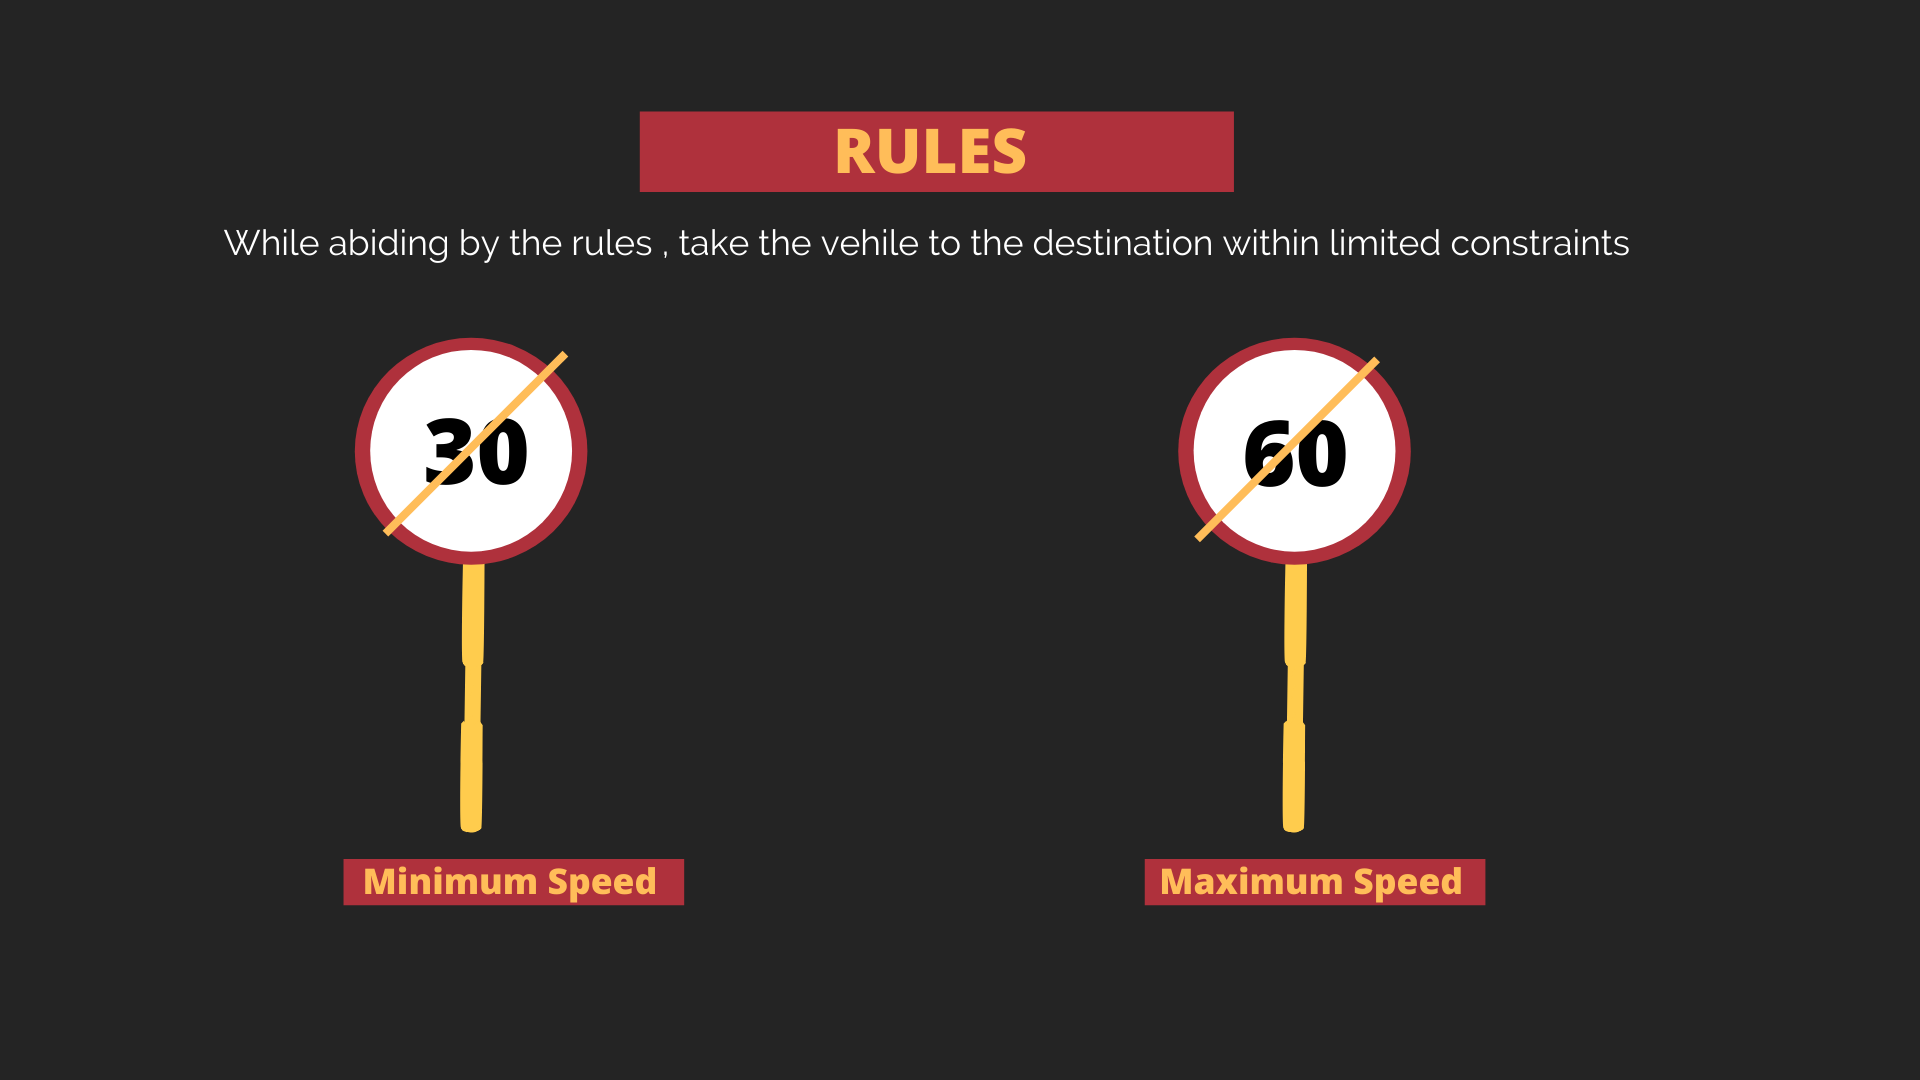 RULES
While abiding by the rules , take the vehile to the destination within limited constraints
30
60
Minimum Speed
Maximum Speed